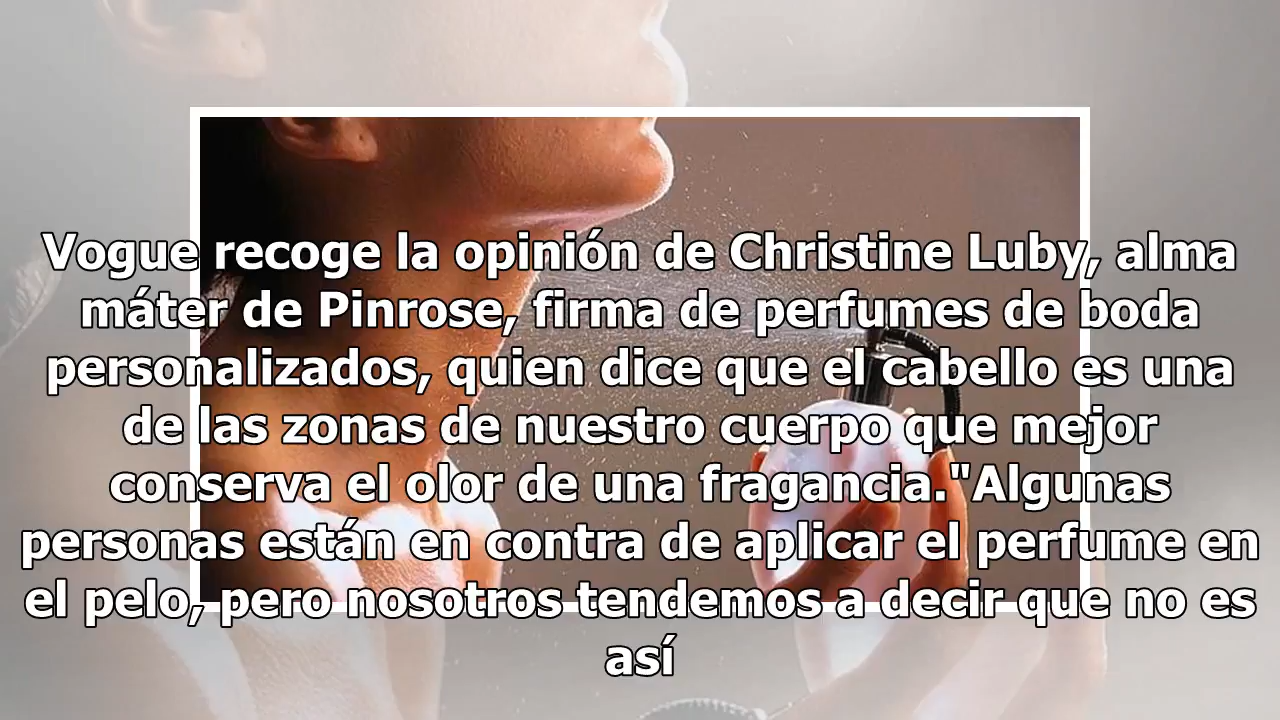 Vogue recoge la opinión de Christine Luby, alma
máter de Pinrose, firma de perfumes de boda
personalizados, quien dice que el cabello es una
de las zonas de nuestro cuerpo que mejor
conserva el olor de una fragancia."Algunas
personas están en contra de aplicar el perfume en
el pelo, pero nosotros tendemos a decir que no es
así